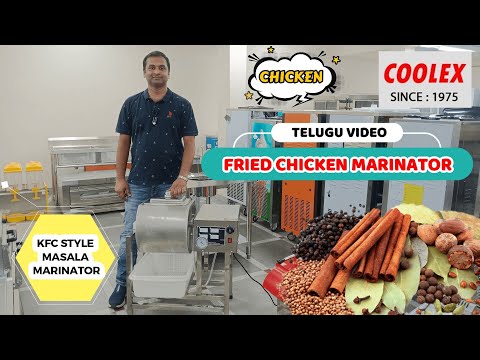 CHICKEN
COOLEX
SINCE : 1975
TELUGU VIDEO
FRIED CHICKEN MARINATOR
KFC STYLE
MASALA
MARINATOR